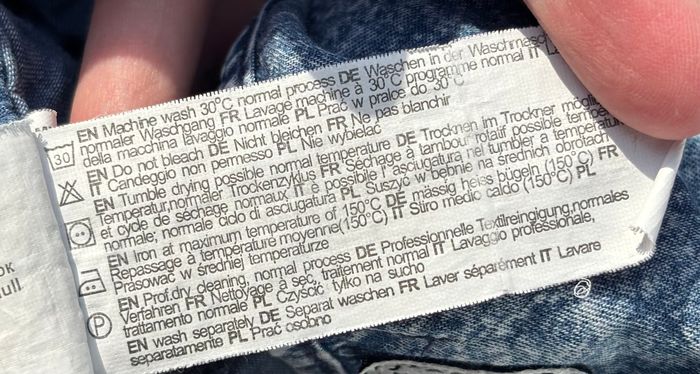 EN Machine wash 30°C normal process DE Waschen in der Waschmasc
normaler Waschgang FR Lavage machine à 30°C programme normal IT La
della macchina lavaggio normale PL Prać w pralce do 30°C
30
EN Do not bleach DE Nicht bleichen FR Ne pas blanchir
IT Candeggio non permesso PL Nie wybielać
EN Tumble drying possible normal temperature DE Trocknen im Trockner mögli
Temperatur,normaler Trockenzyklus FR Séchage à tambour rotatif possible tempera
et cycle de séchage normaux IT è possibile l'asciugatura nel tumbler a temperatur
normale; normale ciclo di asciugatura PL Suszyć w bębnie na średnich obrotach
EN Iron at maximum temperature of 150°C DE mässig heiss bügeln (150°C) FR
Repassage à température moyenne(150°C) IT Stiro medio caldo (150°C) PL
Prasować w średniej temperaturze
EN Prof.dry cleaning, normal process DE Professionelle Textilreinigung,normales
Verfahren FR Nettoyage à sec, traitement normal IT Lavaggio professionale,
trattamento normale PL Czyścić tylko na sucho
P
EN wash separately DE Separat waschen FR Laver séparément IT Lavare
separatamente PL Prać osobno
ok
ull